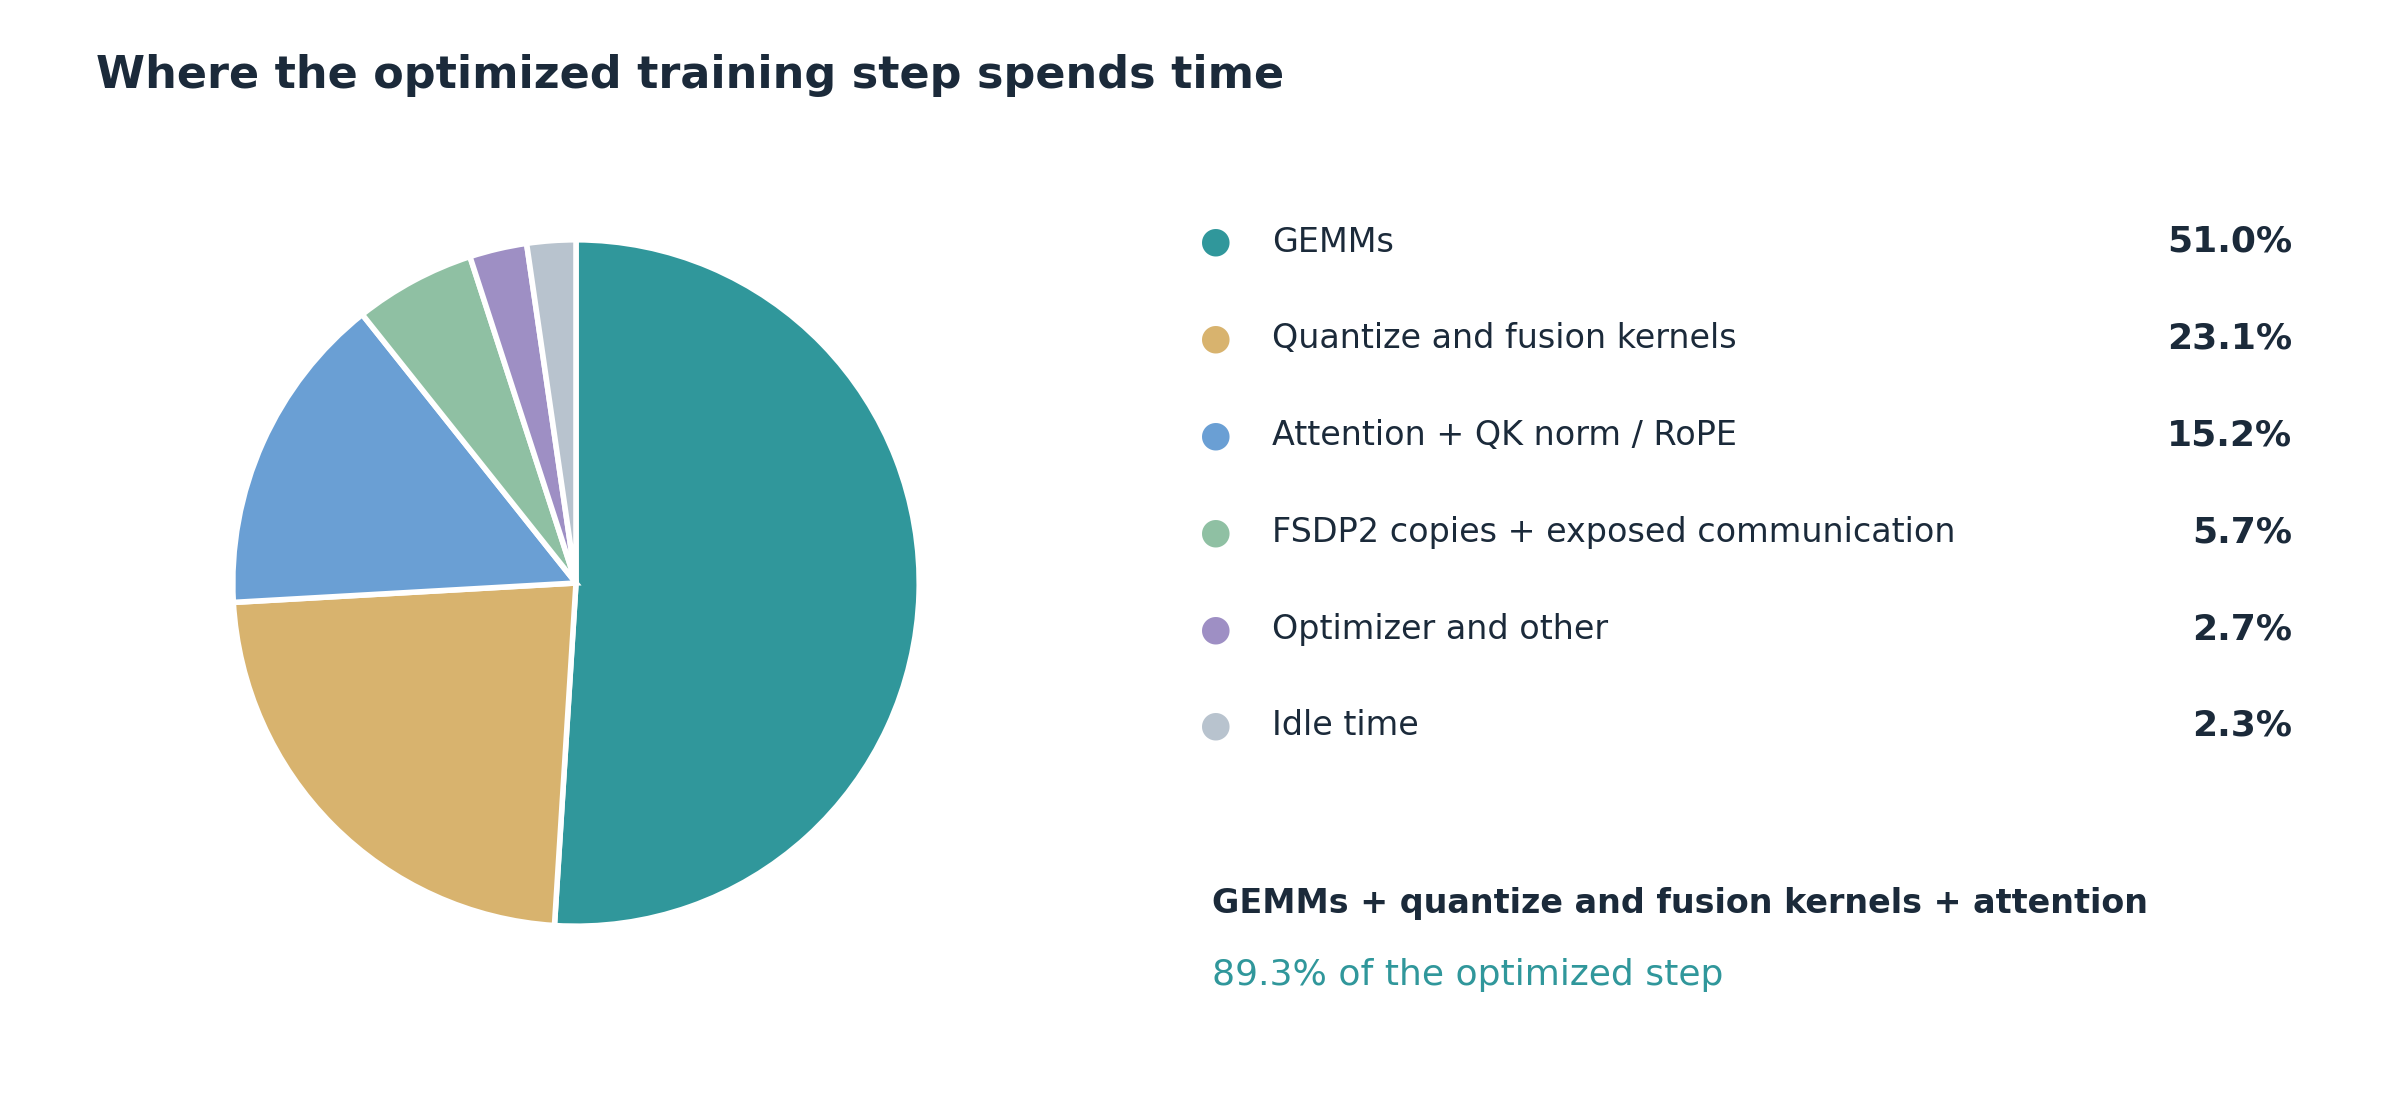 Where the optimized training step spends time
GEMMs 51.0%
Quantize and fusion kernels 23.1%
Attention + QK norm / RoPE 15.2%
FSDP2 copies + exposed communication 5.7%
Optimizer and other 2.7%
Idle time 2.3%
GEMMs + quantize and fusion kernels + attention
89.3% of the optimized step